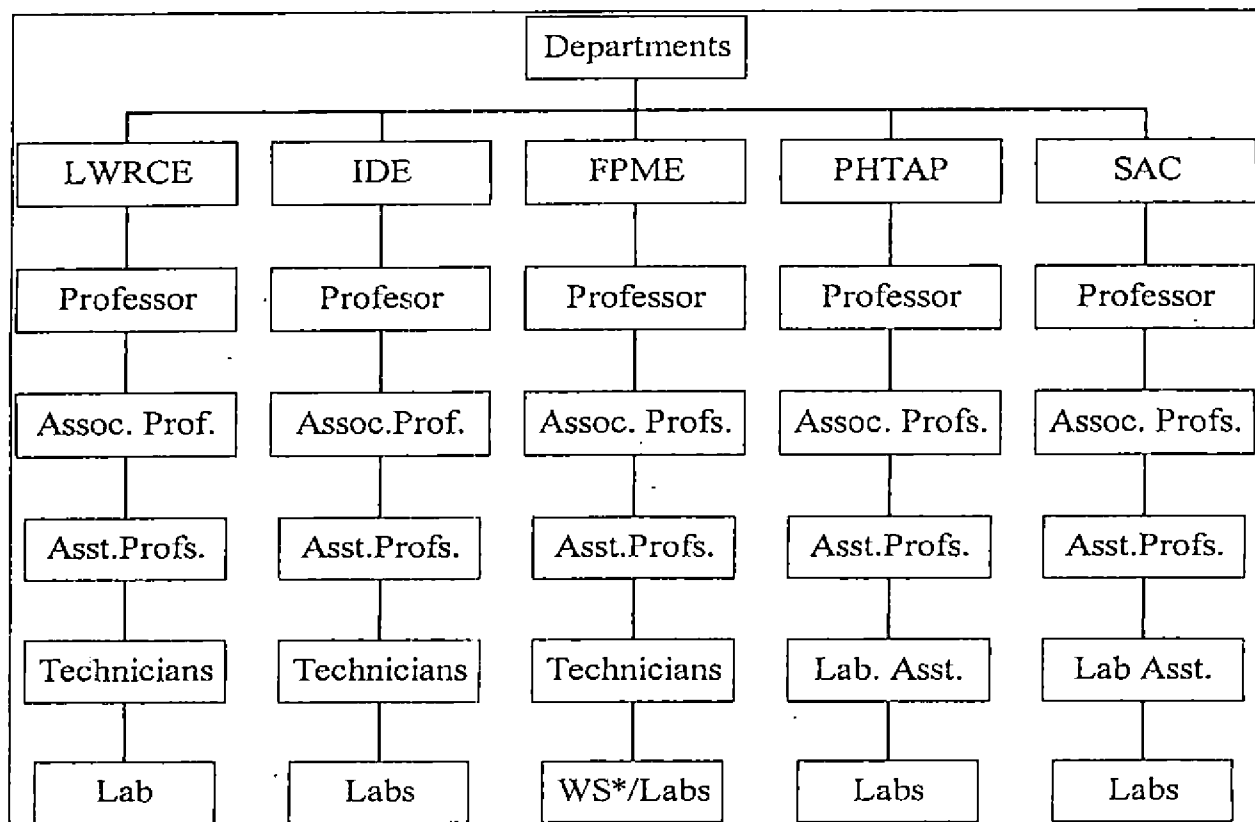 Departments
LWRCE IDE FPME PHTAP SAC
Professor Profesor Professor Professor Professor
Assoc. Prof. Assoc.Prof. Assoc. Profs. Assoc. Profs. Assoc. Profs.
Asst.Profs. Asst.Profs. Asst.Profs. Asst.Profs. Asst.Profs.
Technicians Technicians Technicians Lab. Asst. Lab Asst.
Lab Labs WS*/Labs Labs Labs